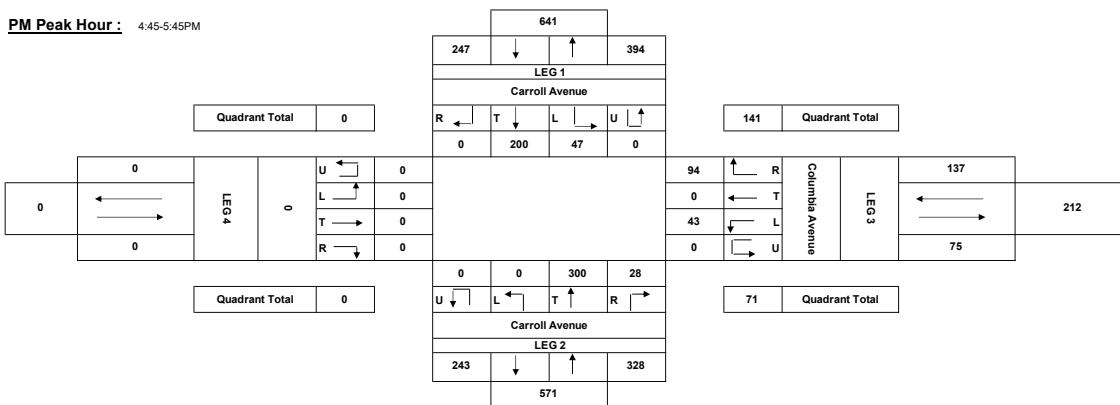 PM Peak Hour : 4:45-5:45PM
641
247 394
LEG 1
Carroll Avenue
Quadrant Total 0
R T L U
141 Quadrant Total
0 200 47 0
0 U 0 94 R 137
0 LEG 4 0 L 0 0 T Columbia Avenue LEG 3 212
T 0 43 L
0 R 0 0 U 75
0 0 300 28
Quadrant Total 0
U L T R
71 Quadrant Total
Carroll Avenue
LEG 2
243 328
571